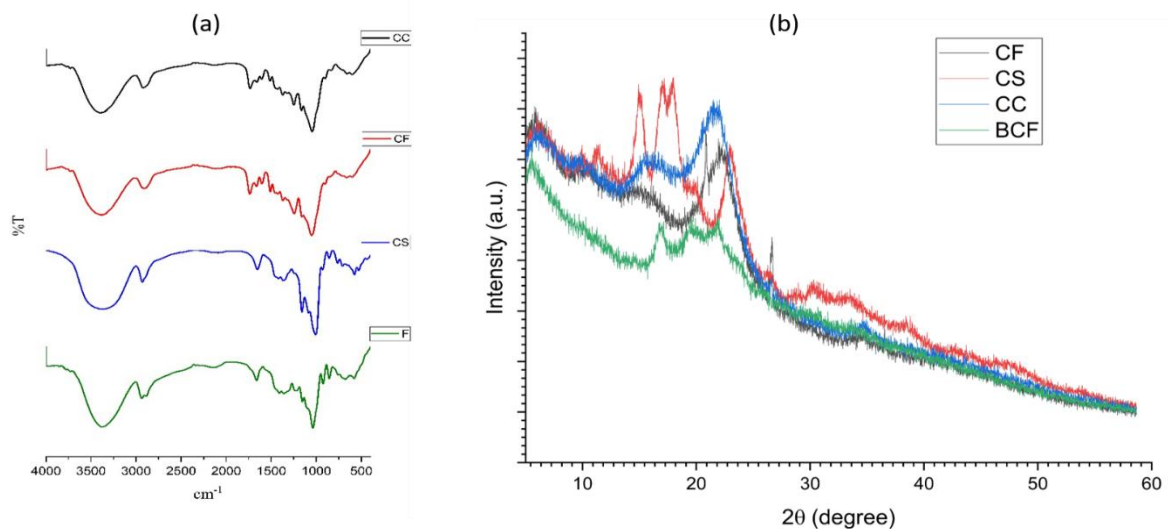 (a)
CC
CF
CS
F
%T
4000 3500 3000 2500 2000 1500 1000 500
cm⁻¹
(b)
CF
CS
CC
BCF
Intensity (a.u.)
10 20 30 40 50 60
2θ (degree)